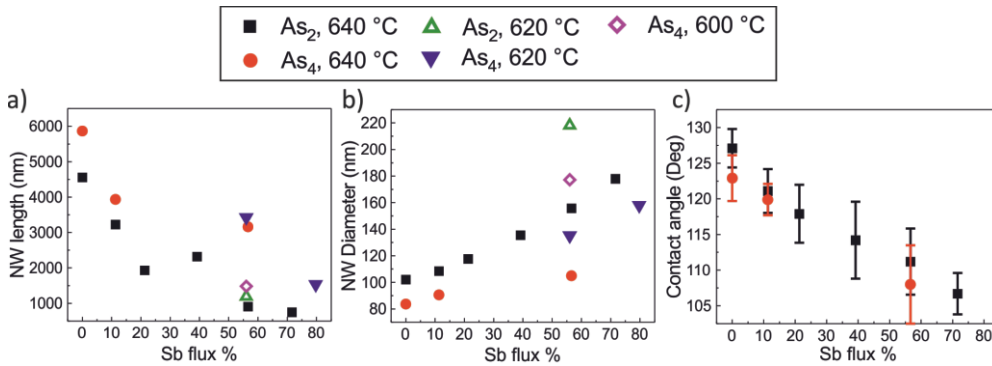 As₂, 640 °C As₂, 620 °C As₄, 600 °C
As₄, 640 °C As₄, 620 °C
a)
b)
c)
NW length (nm)
6000
5000
4000
3000
2000
1000
0 10 20 30 40 50 60 70 80
Sb flux %
NW Diameter (nm)
220
200
180
160
140
120
100
80
0 10 20 30 40 50 60 70 80
Sb flux %
Contact angle (Deg)
130
125
120
115
110
105
0 10 20 30 40 50 60 70 80
Sb flux %